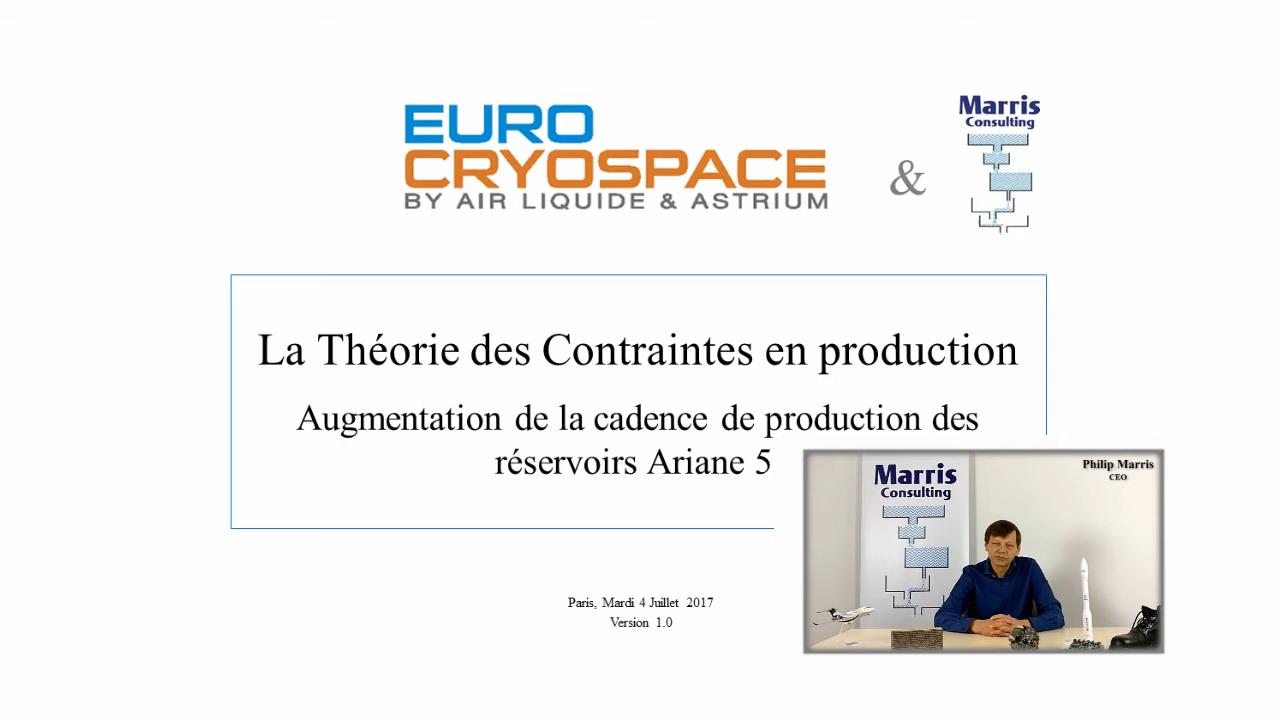 EURO
CRYOSPACE
BY AIR LIQUIDE & ASTRIUM
&
Marris
Consulting
La Théorie des Contraintes en production
Augmentation de la cadence de production des
réservoirs Ariane 5
Philip Marris
CEO
Marris
Consulting
Paris, Mardi 4 Juillet 2017
Version 1.0